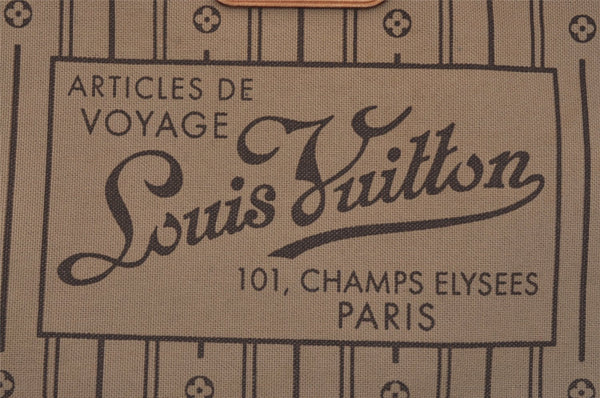 ARTICLES DE
VOYAGE
Louis Vuitton
101, CHAMPS ELYSEES
PARIS